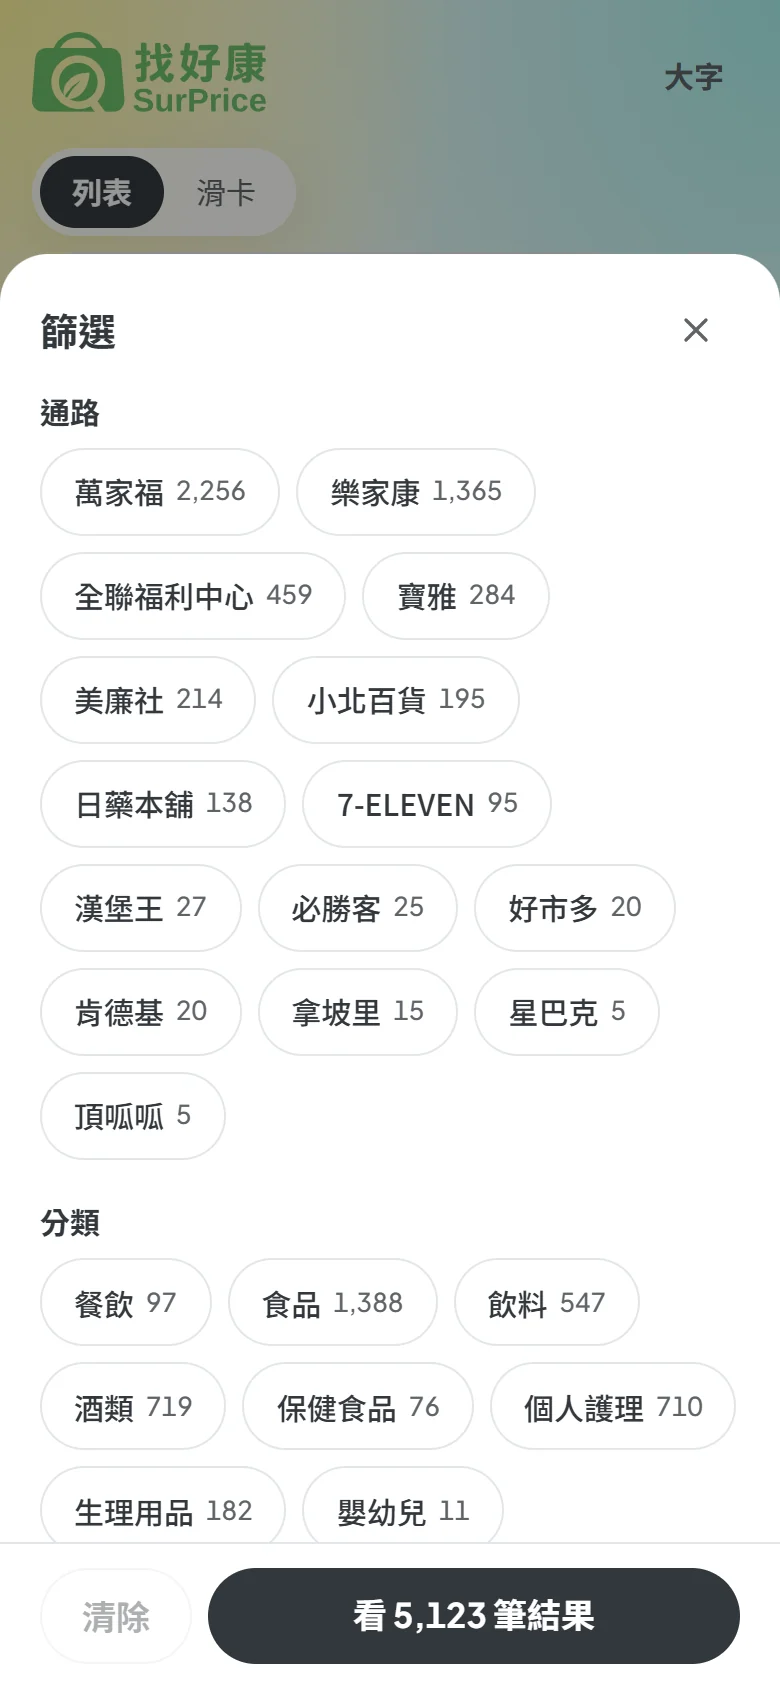 找好康
SurPrice
大字
列表 滑卡
篩選
通路
萬家福 2,256 樂家康 1,365
全聯福利中心 459 寶雅 284
美廉社 214 小北百貨 195
日藥本舖 138 7-ELEVEN 95
漢堡王 27 必勝客 25 好市多 20
肯德基 20 拿坡里 15 星巴克 5
頂呱呱 5
分類
餐飲 97 食品 1,388 飲料 547
酒類 719 保健食品 76 個人護理 710
生理用品 182 嬰幼兒 11
清除 看 5,123 筆結果